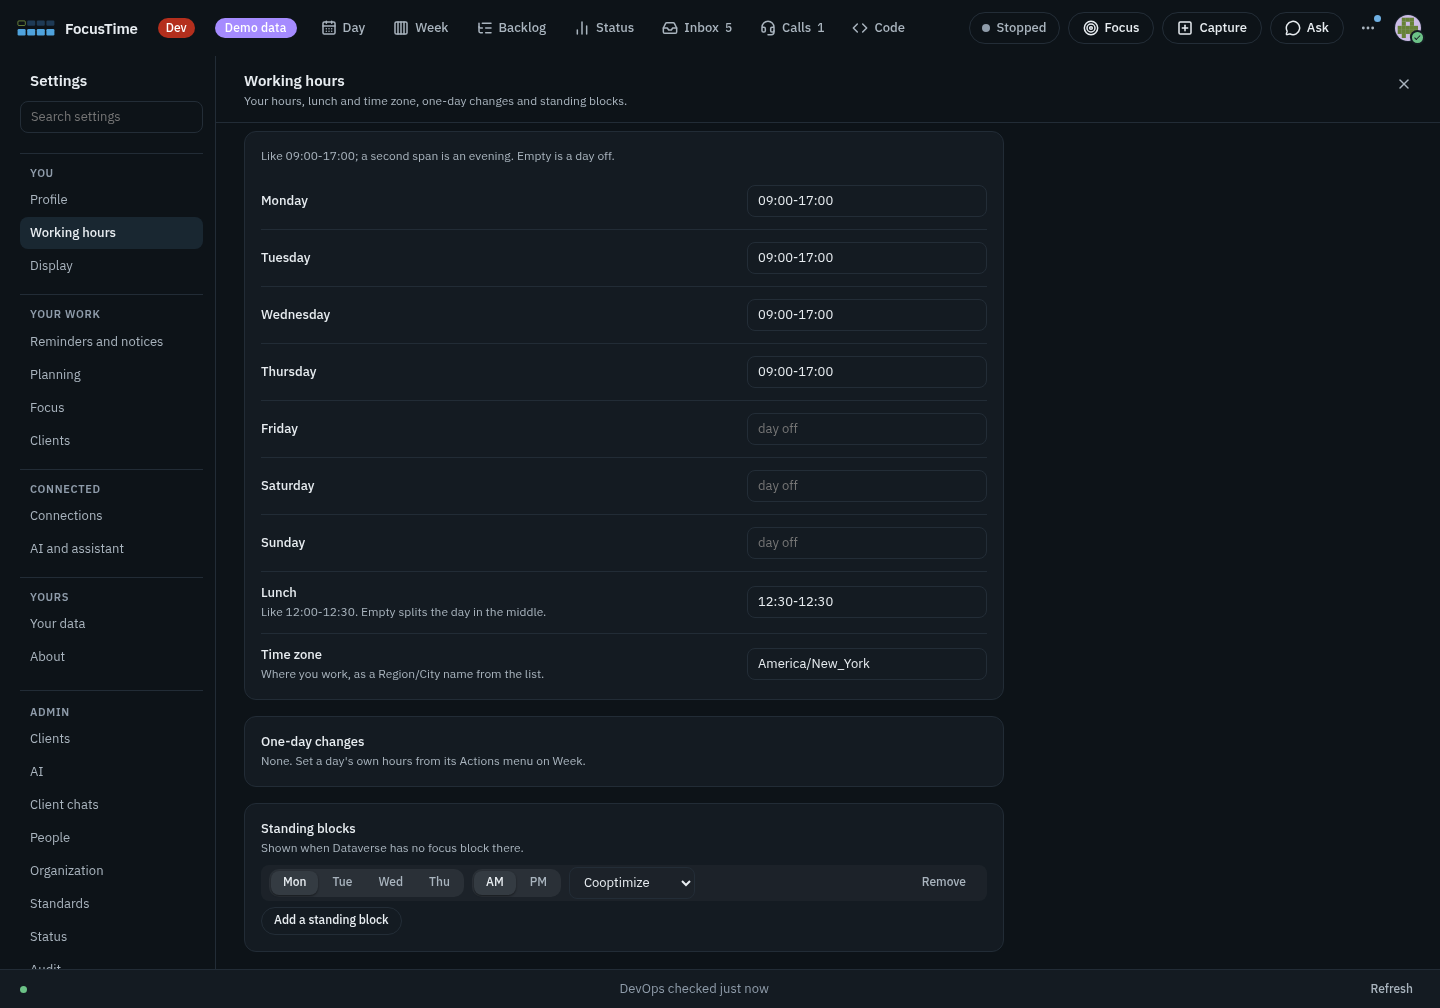 FocusTime
Dev
Demo data
Day
Week
Backlog
Status
Inbox 5
Calls 1
Code
Stopped
Focus
Capture
Ask
Settings
Search settings
YOU
Profile
Working hours
Display
YOUR WORK
Reminders and notices
Planning
Focus
Clients
CONNECTED
Connections
AI and assistant
YOURS
Your data
About
ADMIN
Clients
AI
Client chats
People
Organization
Standards
Status
Audit
Working hours
Your hours, lunch and time zone, one-day changes and standing blocks.
Like 09:00-17:00; a second span is an evening. Empty is a day off.
Monday 09:00-17:00
Tuesday 09:00-17:00
Wednesday 09:00-17:00
Thursday 09:00-17:00
Friday day off
Saturday day off
Sunday day off
Lunch
Like 12:00-12:30. Empty splits the day in the middle.
12:30-12:30
Time zone
Where you work, as a Region/City name from the list.
America/New_York
One-day changes
None. Set a day's own hours from its Actions menu on Week.
Standing blocks
Shown when Dataverse has no focus block there.
Mon Tue Wed Thu AM PM Cooptimize Remove
Add a standing block
DevOps checked just now
Refresh